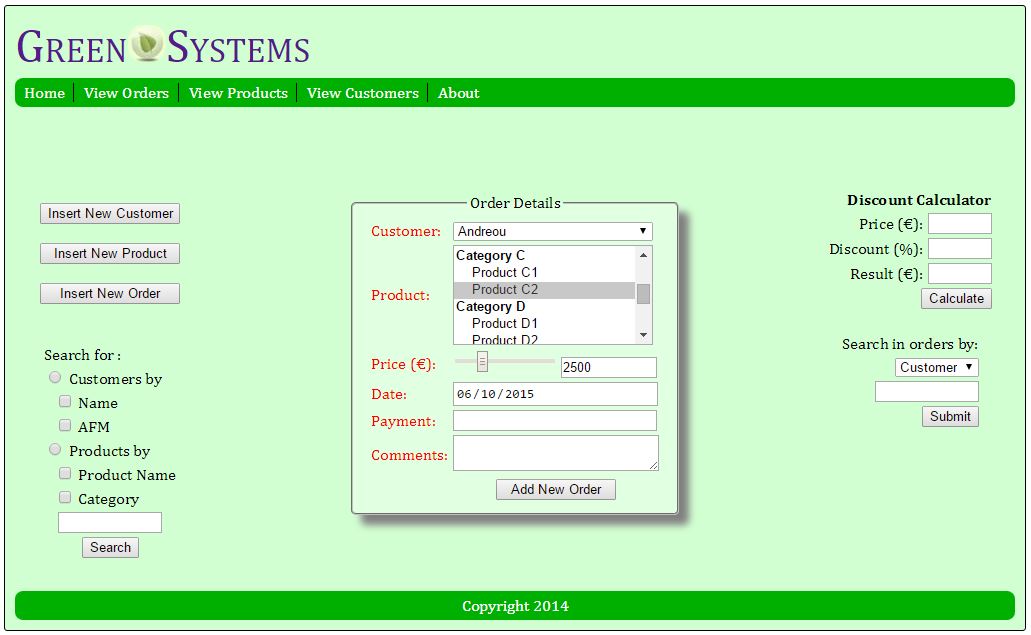 Green Systems
Home View Orders View Products View Customers About
Insert New Customer
Insert New Product
Insert New Order
Search for :
Customers by
Name
AFM
Products by
Product Name
Category
Search
Order Details
Customer: Andreou
Product:
Category C
Product C1
Product C2
Category D
Product D1
Product D2
Price (€): 2500
Date: 06/10/2015
Payment:
Comments:
Add New Order
Discount Calculator
Price (€):
Discount (%):
Result (€):
Calculate
Search in orders by:
Customer
Submit
Copyright 2014